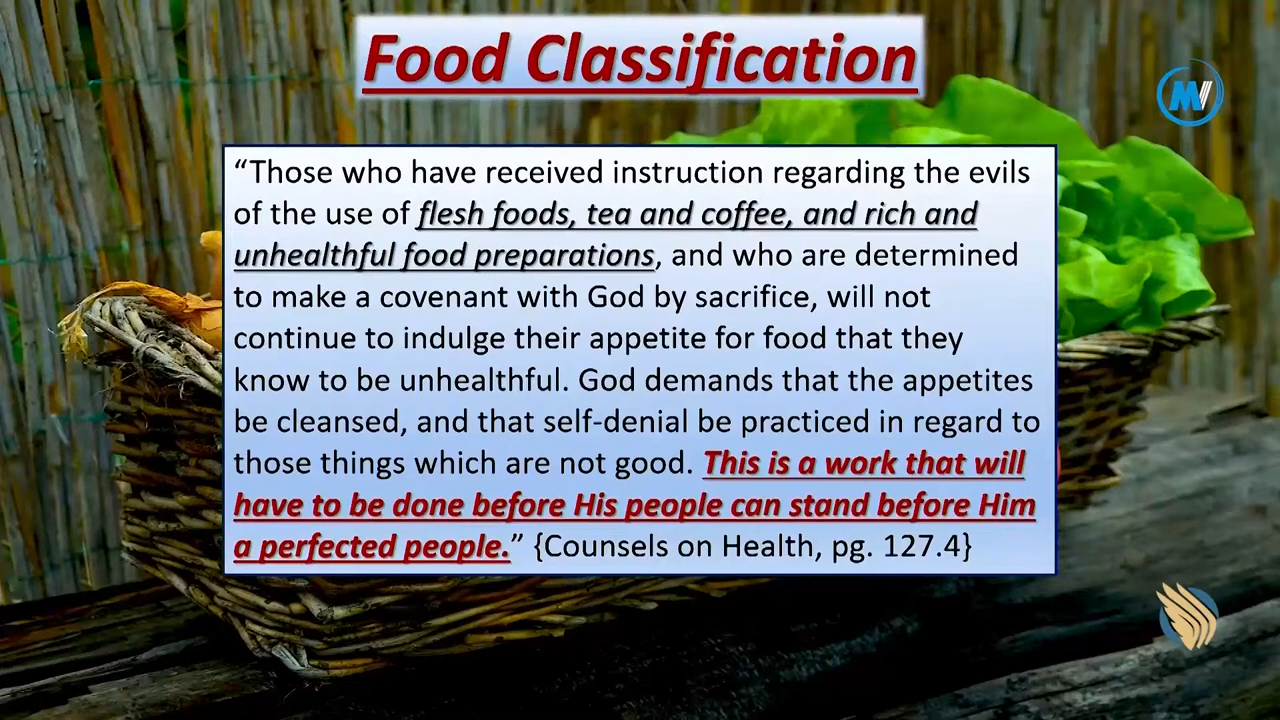 Food Classification
MV
“Those who have received instruction regarding the evils
of the use of flesh foods, tea and coffee, and rich and
unhealthful food preparations, and who are determined
to make a covenant with God by sacrifice, will not
continue to indulge their appetite for food that they
know to be unhealthful. God demands that the appetites
be cleansed, and that self-denial be practiced in regard to
those things which are not good. This is a work that will
have to be done before His people can stand before Him
a perfected people.” {Counsels on Health, pg. 127.4}